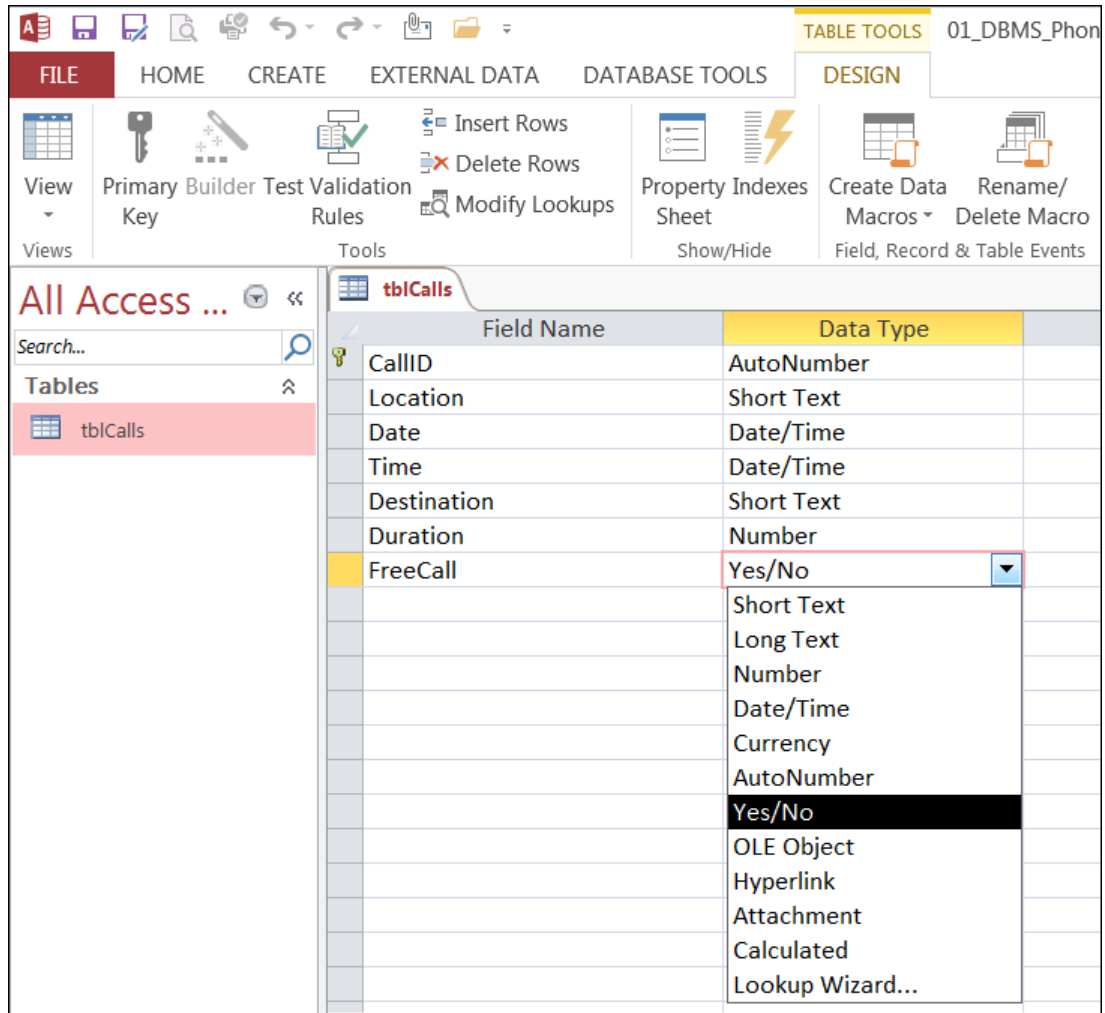 TABLE TOOLS 01_DBMS_Phon
FILE HOME CREATE EXTERNAL DATA DATABASE TOOLS DESIGN
Insert Rows
Delete Rows
Modify Lookups
View
Primary Key
Builder
Test Validation Rules
Property Sheet
Indexes
Create Data Macros
Rename/ Delete Macro
Views
Tools
Show/Hide
Field, Record & Table Events
All Access ...
Search...
Tables
tblCalls
tblCalls
Field Name Data Type
CallID AutoNumber
Location Short Text
Date Date/Time
Time Date/Time
Destination Short Text
Duration Number
FreeCall Yes/No
Short Text
Long Text
Number
Date/Time
Currency
AutoNumber
Yes/No
OLE Object
Hyperlink
Attachment
Calculated
Lookup Wizard...